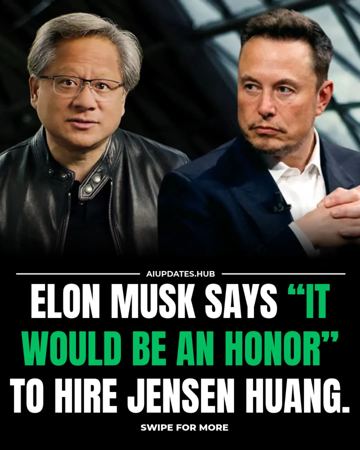 AIUPDATES.HUB
ELON MUSK SAYS “IT
WOULD BE AN HONOR”
TO HIRE JENSEN HUANG.
SWIPE FOR MORE